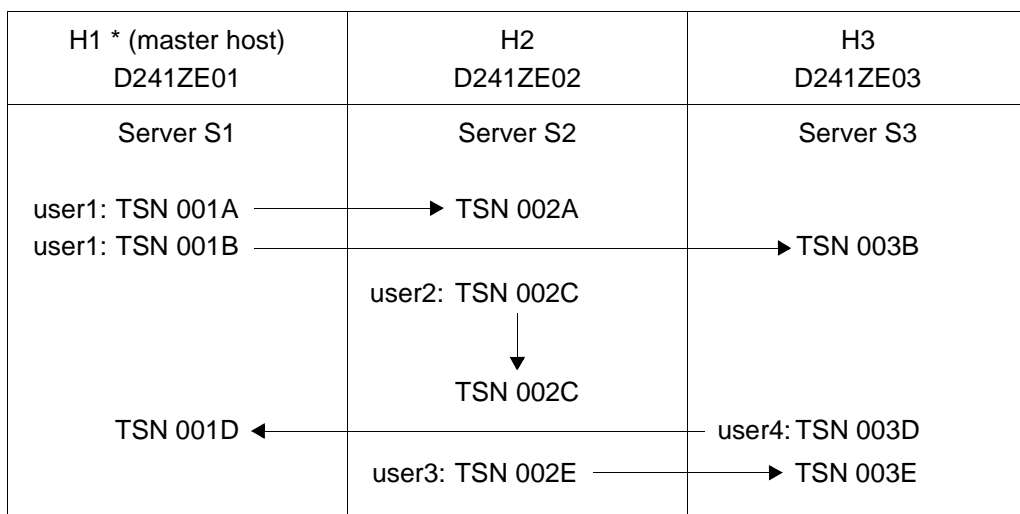 H1 * (master host) H2 H3
D241ZE01 D241ZE02 D241ZE03
Server S1 Server S2 Server S3
user1: TSN 001A TSN 002A
user1: TSN 001B TSN 003B
user2: TSN 002C
TSN 002C
TSN 001D user4: TSN 003D
user3: TSN 002E TSN 003E